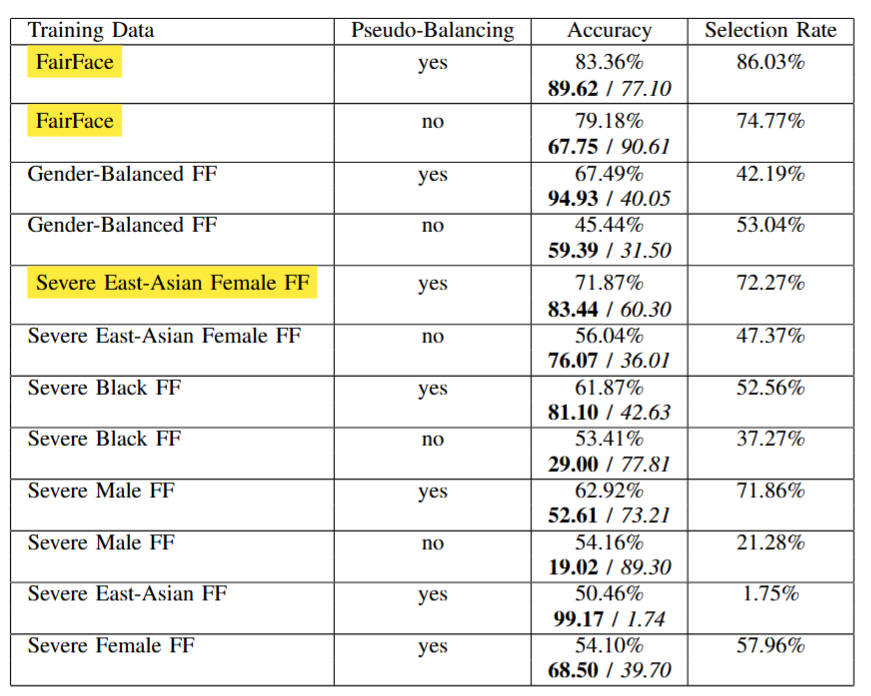 Training Data Pseudo-Balancing Accuracy Selection Rate
FairFace yes 83.36% 86.03%
89.62 / 77.10
FairFace no 79.18% 74.77%
67.75 / 90.61
Gender-Balanced FF yes 67.49% 42.19%
94.93 / 40.05
Gender-Balanced FF no 45.44% 53.04%
59.39 / 31.50
Severe East-Asian Female FF yes 71.87% 72.27%
83.44 / 60.30
Severe East-Asian Female FF no 56.04% 47.37%
76.07 / 36.01
Severe Black FF yes 61.87% 52.56%
81.10 / 42.63
Severe Black FF no 53.41% 37.27%
29.00 / 77.81
Severe Male FF yes 62.92% 71.86%
52.61 / 73.21
Severe Male FF no 54.16% 21.28%
19.02 / 89.30
Severe East-Asian FF yes 50.46% 1.75%
99.17 / 1.74
Severe Female FF yes 54.10% 57.96%
68.50 / 39.70